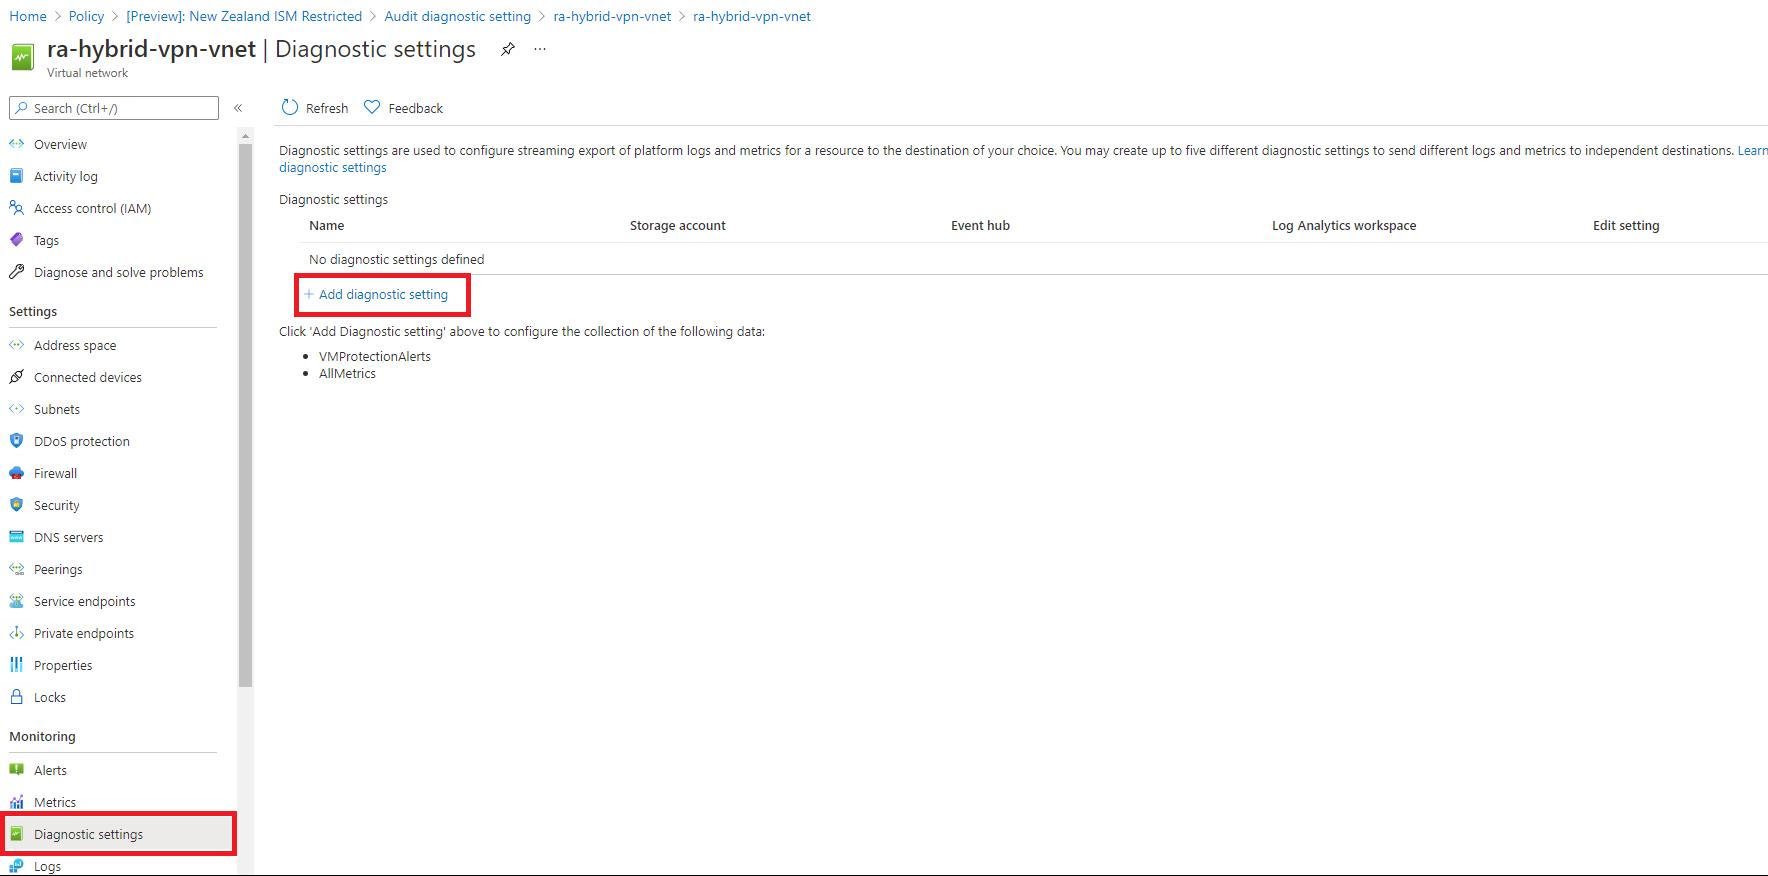 Home > Policy > [Preview]: New Zealand ISM Restricted > Audit diagnostic setting > ra-hybrid-vpn-vnet > ra-hybrid-vpn-vnet
ra-hybrid-vpn-vnet | Diagnostic settings ...
Virtual network
Search (Ctrl+/) «
Overview
Activity log
Access control (IAM)
Tags
Diagnose and solve problems
Settings
Address space
Connected devices
Subnets
DDoS protection
Firewall
Security
DNS servers
Peerings
Service endpoints
Private endpoints
Properties
Locks
Monitoring
Alerts
Metrics
Diagnostic settings
Logs
Refresh Feedback
Diagnostic settings are used to configure streaming export of platform logs and metrics for a resource to the destination of your choice. You may create up to five different diagnostic settings to send different logs and metrics to independent destinations. Learn
diagnostic settings
Diagnostic settings
Name Storage account Event hub Log Analytics workspace Edit setting
No diagnostic settings defined
+ Add diagnostic setting
Click 'Add Diagnostic setting' above to configure the collection of the following data:
• VMProtectionAlerts
• AllMetrics